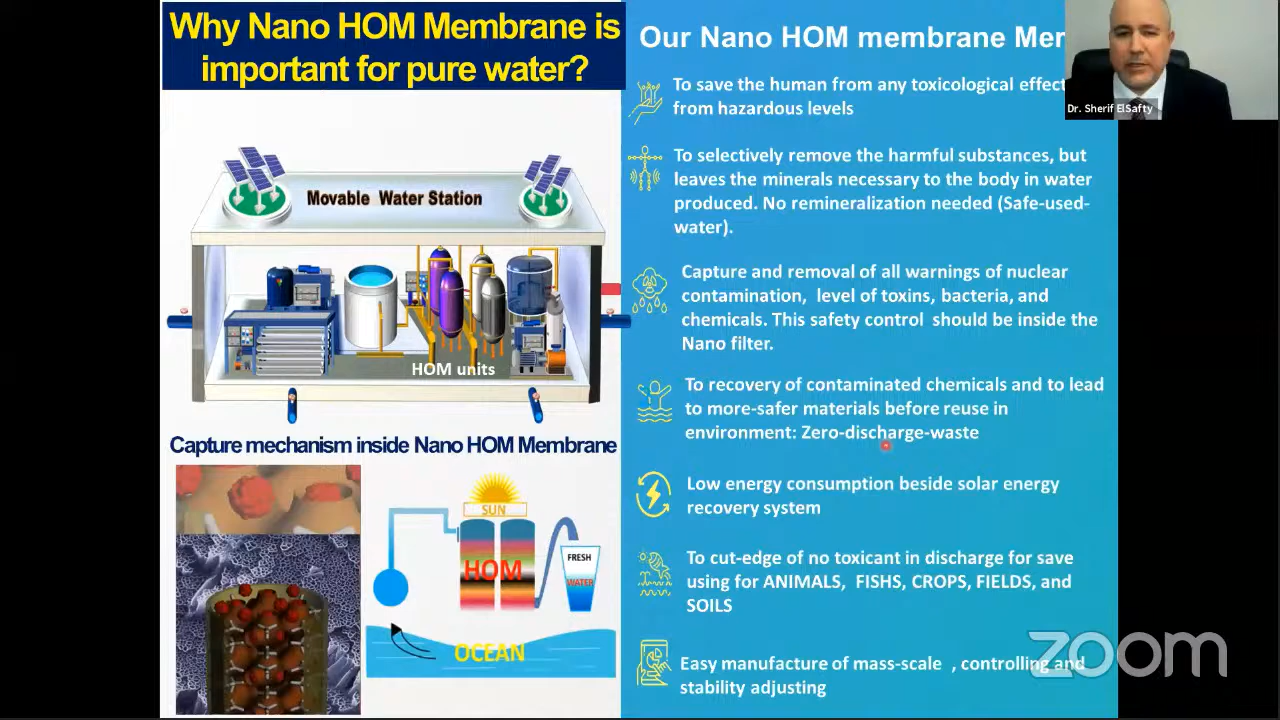 Why Nano HOM Membrane is
important for pure water?
Movable Water Station
HOM units
Capture mechanism inside Nano HOM Membrane
SUN
HOM
FRESH
WATER
OCEAN
Our Nano HOM membrane Mer
Dr. Sherif ElSafty
To save the human from any toxicological effect
from hazardous levels
To selectively remove the harmful substances, but
leaves the minerals necessary to the body in water
produced. No remineralization needed (Safe-used-
water).
Capture and removal of all warnings of nuclear
contamination, level of toxins, bacteria, and
chemicals. This safety control should be inside the
Nano filter.
To recovery of contaminated chemicals and to lead
to more-safer materials before reuse in
environment: Zero-discharge-waste
Low energy consumption beside solar energy
recovery system
To cut-edge of no toxicant in discharge for save
using for ANIMALS, FISHS, CROPS, FIELDS, and
SOILS
Easy manufacture of mass-scale , controlling and
stability adjusting
zoom